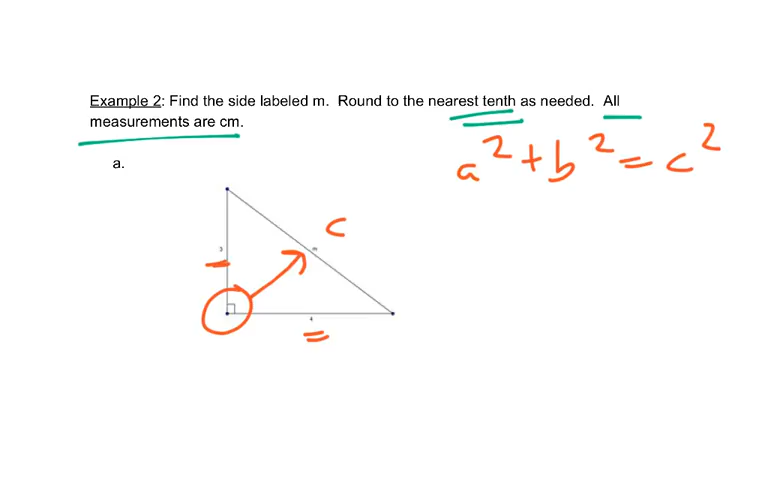 Example 2: Find the side labeled m. Round to the nearest tenth as needed. All
measurements are cm.
a² + b² = c²
a.
c
3
m
4